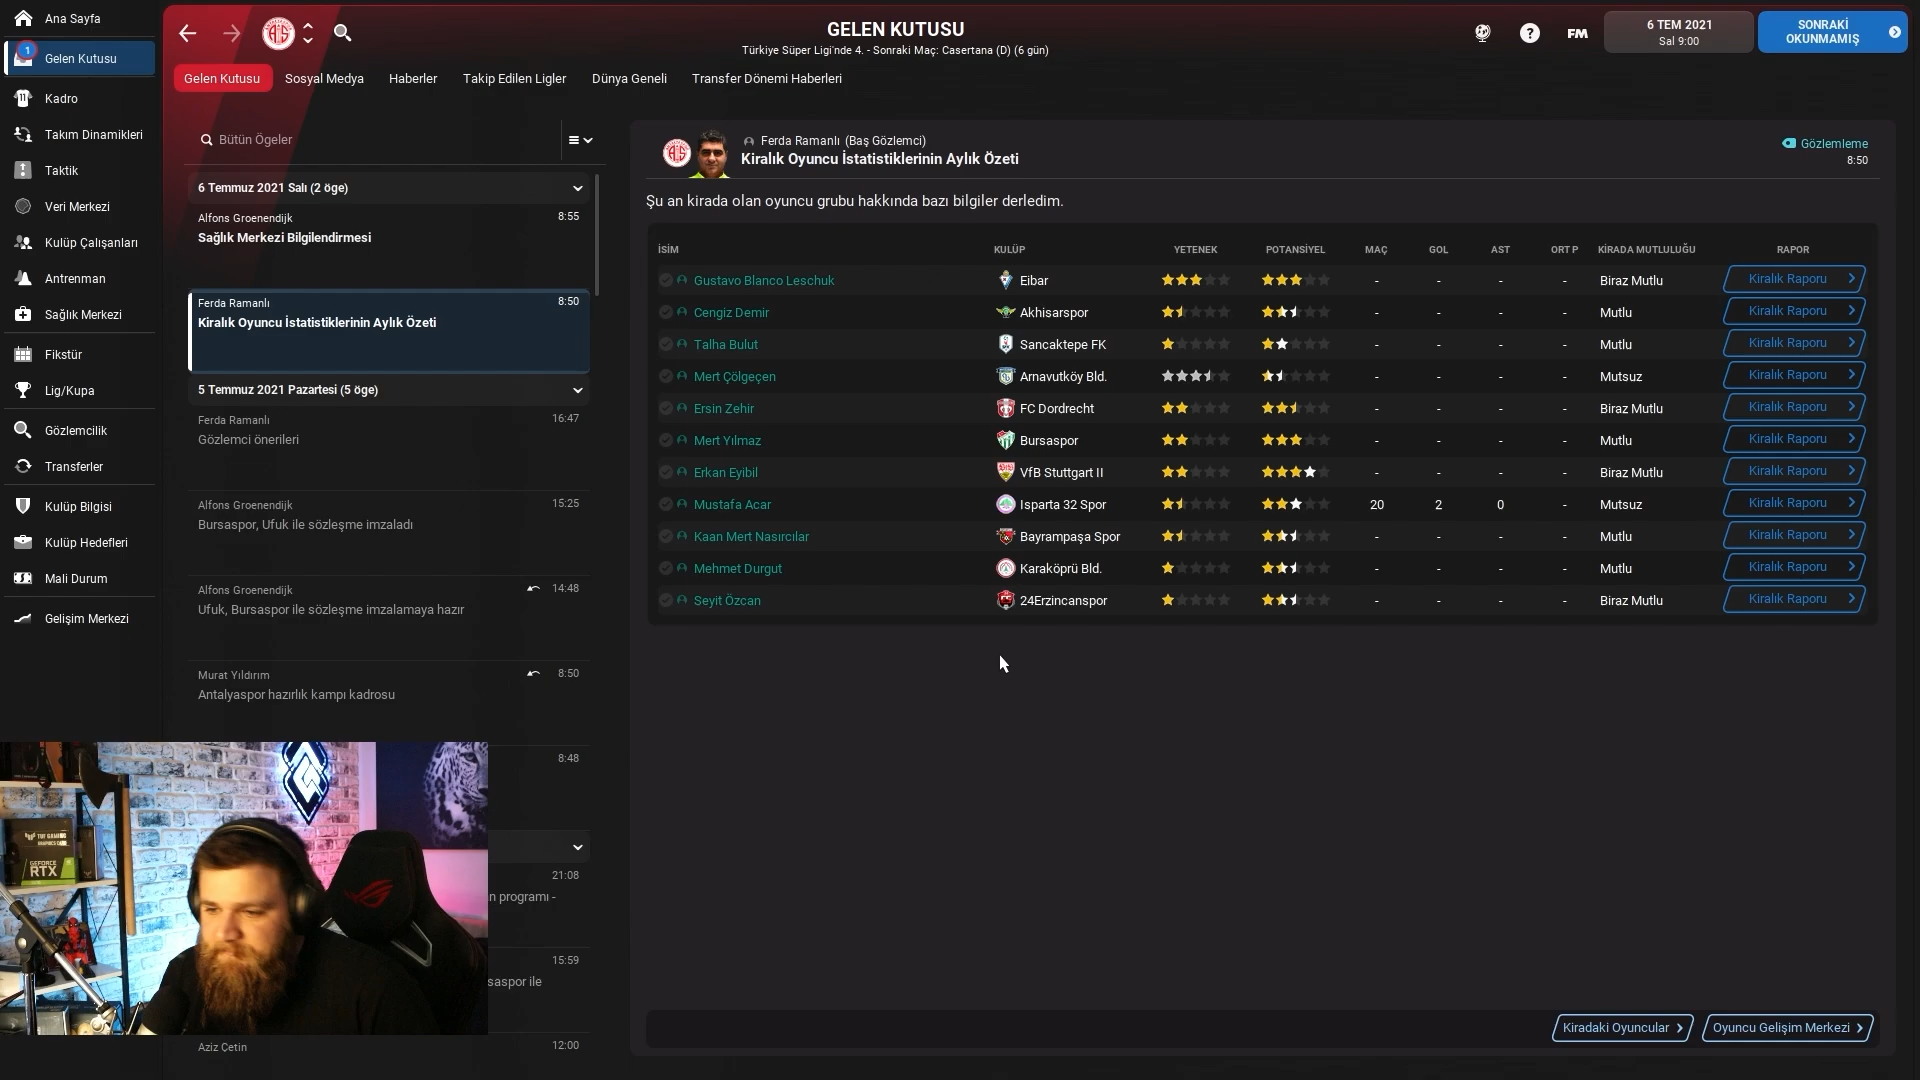 Ana Sayfa
1
Gelen Kutusu
Kadro
Takım Dinamikleri
Taktik
Veri Merkezi
Kulüp Çalışanları
Antrenman
Sağlık Merkezi
Fikstür
Lig/Kupa
Gözlemcilik
Transferler
Kulüp Bilgisi
Kulüp Hedefleri
Mali Durum
Gelişim Merkezi
GELEN KUTUSU
Türkiye Süper Ligi'nde 4. - Sonraki Maç: Casertana (D) (6 gün)
FM
6 TEM 2021
Sal 9:00
SONRAKİ
OKUNMAMIŞ
Gelen Kutusu Sosyal Medya Haberler Takip Edilen Ligler Dünya Geneli Transfer Dönemi Haberleri
Bütün Ögeler
6 Temmuz 2021 Salı (2 öge)
Alfons Groenendijk 8:55
Sağlık Merkezi Bilgilendirmesi
Ferda Ramanlı 8:50
Kiralık Oyuncu İstatistiklerinin Aylık Özeti
5 Temmuz 2021 Pazartesi (5 öge)
Ferda Ramanlı 16:47
Gözlemci önerileri
Alfons Groenendijk 15:25
Bursaspor, Ufuk ile sözleşme imzaladı
Alfons Groenendijk 14:48
Ufuk, Bursaspor ile sözleşme imzalamaya hazır
Murat Yıldırım 8:50
Antalyaspor hazırlık kampı kadrosu
8:48
21:08
n programı -
15:59
saspor ile
Aziz Çetin 12:00
GEFORCE
RTX
Ferda Ramanlı (Baş Gözlemci)
Kiralık Oyuncu İstatistiklerinin Aylık Özeti
Gözlemleme
8:50
Şu an kirada olan oyuncu grubu hakkında bazı bilgiler derledim.
İSİM KULÜP YETENEK POTANSİYEL MAÇ GOL AST ORT P KİRADA MUTLULUĞU RAPOR
Gustavo Blanco Leschuk Eibar - - - - Biraz Mutlu Kiralık Raporu
Cengiz Demir Akhisarspor - - - - Mutlu Kiralık Raporu
Talha Bulut Sancaktepe FK - - - - Mutlu Kiralık Raporu
Mert Çölgeçen Arnavutköy Bld. - - - - Mutsuz Kiralık Raporu
Ersin Zehir FC Dordrecht - - - - Biraz Mutlu Kiralık Raporu
Mert Yılmaz Bursaspor - - - - Mutlu Kiralık Raporu
Erkan Eyibil VfB Stuttgart II - - - - Biraz Mutlu Kiralık Raporu
Mustafa Acar Isparta 32 Spor 20 2 0 - Mutsuz Kiralık Raporu
Kaan Mert Nasırcılar Bayrampaşa Spor - - - - Mutlu Kiralık Raporu
Mehmet Durgut Karaköprü Bld. - - - - Mutlu Kiralık Raporu
Seyit Özcan 24Erzincanspor - - - - Biraz Mutlu Kiralık Raporu
Kiradaki Oyuncular Oyuncu Gelişim Merkezi